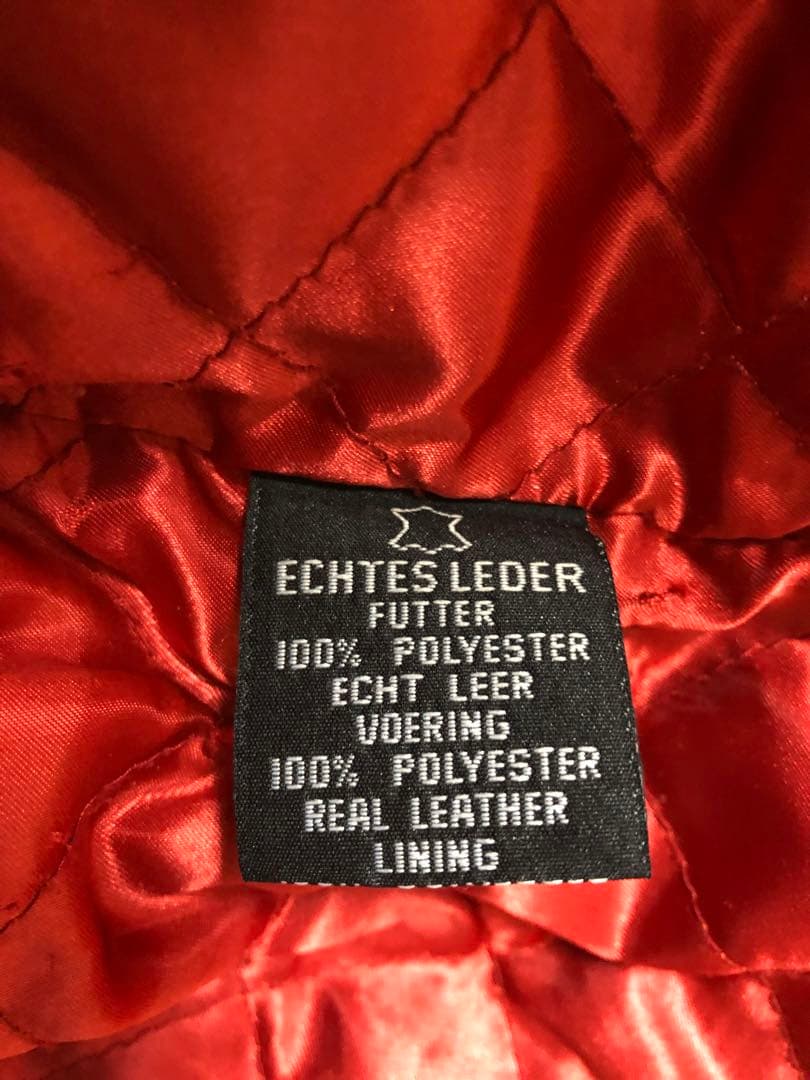 ECHTES LEDER
FUTTER
100% POLYESTER
ECHT LEER
VOERING
100% POLYESTER
REAL LEATHER
LINING